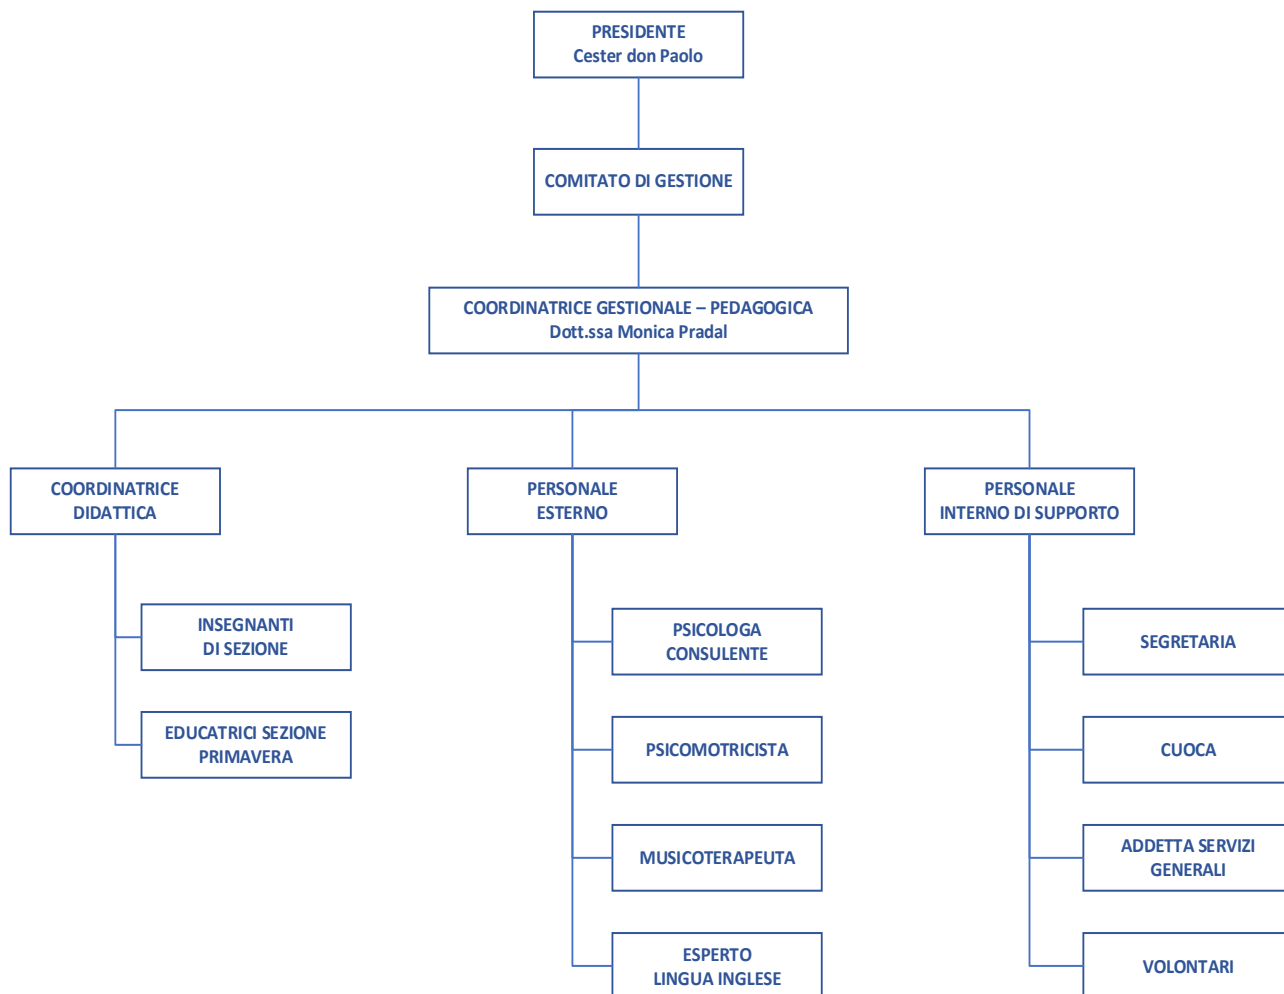 PRESIDENTE
Cester don Paolo
COMITATO DI GESTIONE
COORDINATRICE GESTIONALE – PEDAGOGICA
Dott.ssa Monica Pradal
COORDINATRICE
DIDATTICA
INSEGNANTI
DI SEZIONE
EDUCATRICI SEZIONE
PRIMAVERA
PERSONALE
ESTERNO
PSICOLOGA
CONSULENTE
PSICOMOTRICISTA
MUSICOTERAPEUTA
ESPERTO
LINGUA INGLESE
PERSONALE
INTERNO DI SUPPORTO
SEGRETARIA
CUOCA
ADDETTA SERVIZI
GENERALI
VOLONTARI